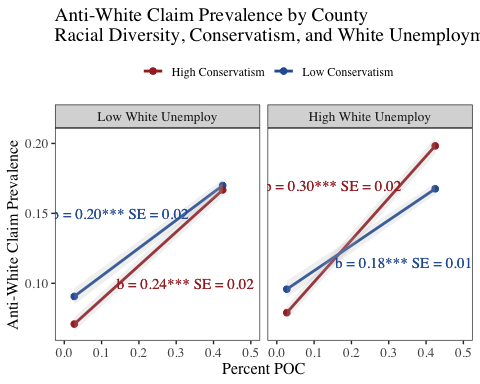 Anti-White Claim Prevalence by County
Racial Diversity, Conservatism, and White Unemploym
High Conservatism Low Conservatism
Low White Unemploy High White Unemploy
Anti-White Claim Prevalence
0.20
0.15
0.10
b = 0.20*** SE = 0.02
b = 0.24*** SE = 0.02
b = 0.30*** SE = 0.02
b = 0.18*** SE = 0.01
0.0 0.1 0.2 0.3 0.4 0.5 0.0 0.1 0.2 0.3 0.4 0.5
Percent POC